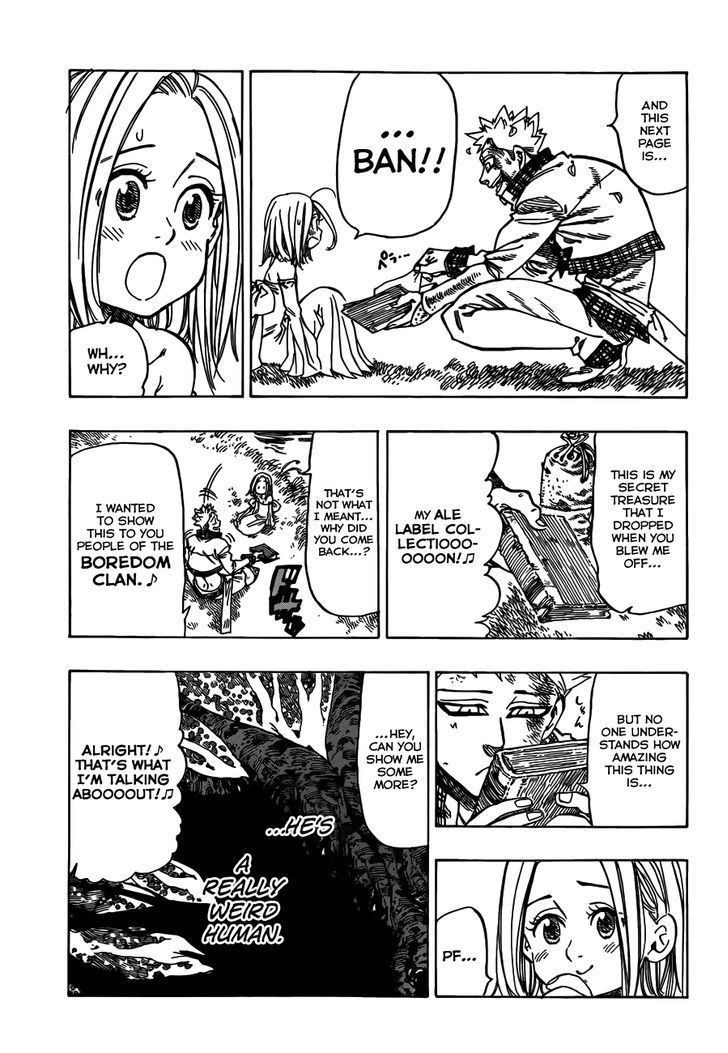 AND
THIS
NEXT
PAGE
IS...
...
BAN!!
ペラ...
WH...
WHY?
THIS IS MY
SECRET
TREASURE
THAT I
DROPPED
WHEN YOU
BLEW ME
OFF...
MY ALE
LABEL COL-
LECTIOOO-
OOOOON!♫
THAT'S
NOT WHAT
I MEANT...
WHY DID
YOU COME
BACK...?
I WANTED
TO SHOW
THIS TO YOU
PEOPLE OF THE
BOREDOM
CLAN.♪
BUT NO
ONE UNDER-
STANDS HOW
AMAZING
THIS THING
IS...
PF...
...HEY,
CAN YOU
SHOW ME
SOME
MORE?
ALRIGHT!♪
THAT'S WHAT
I'M TALKING
ABOOOOUT!♫
...HE'S
A
REALLY
WEIRD
HUMAN.